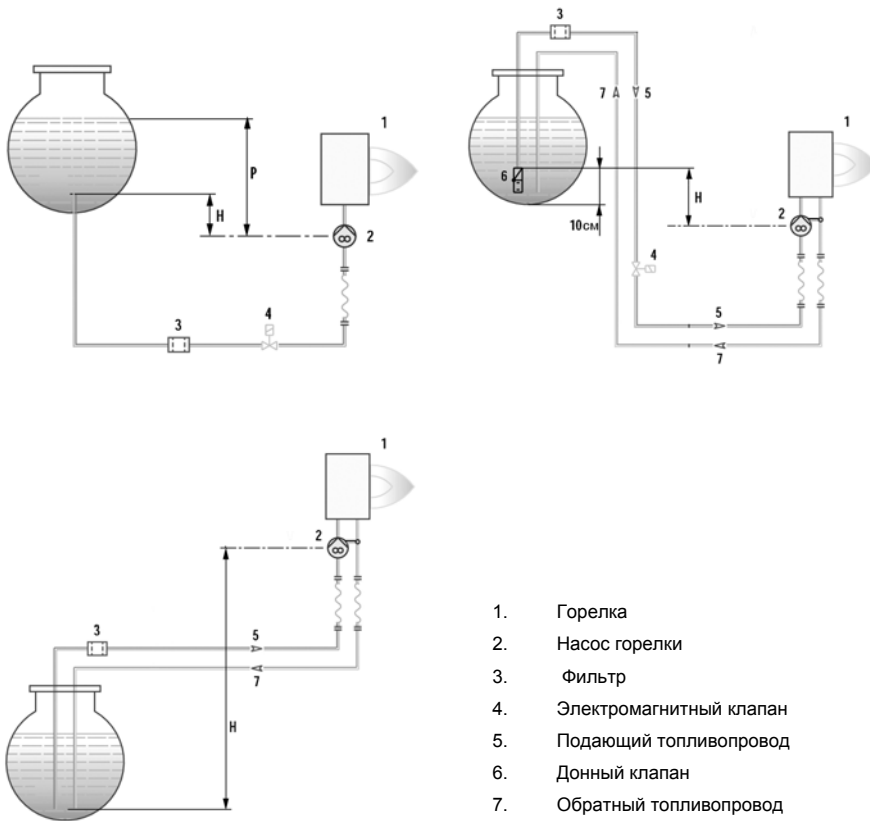 1
P
H
2
4
3
3
7
5
1
6
H
2
10см
4
5
7
1
2
3
5
7
H
1. Горелка
2. Насос горелки
3. Фильтр
4. Электромагнитный клапан
5. Подающий топливопровод
6. Донный клапан
7. Обратный топливопровод